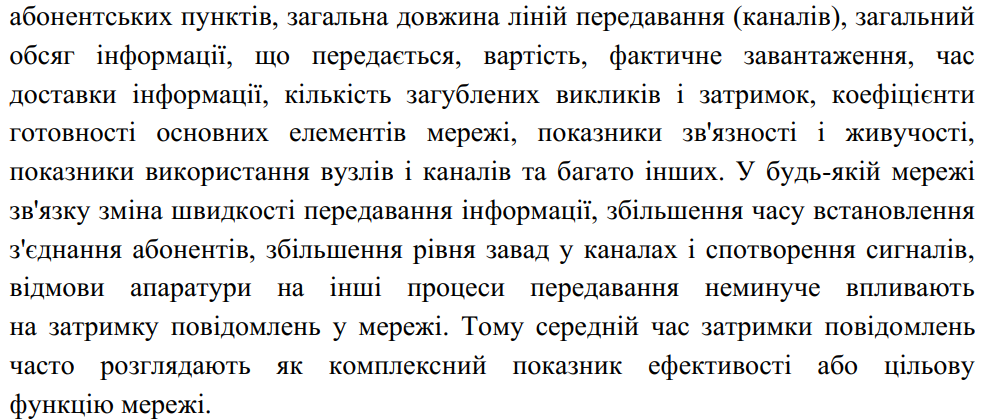 абонентських пунктів, загальна довжина ліній передавання (каналів), загальний
обсяг інформації, що передається, вартість, фактичне завантаження, час
доставки інформації, кількість загублених викликів і затримок, коефіцієнти
готовності основних елементів мережі, показники зв'язності і живучості,
показники використання вузлів і каналів та багато інших. У будь-якій мережі
зв'язку зміна швидкості передавання інформації, збільшення часу встановлення
з'єднання абонентів, збільшення рівня завад у каналах і спотворення сигналів,
відмови апаратури на інші процеси передавання неминуче впливають
на затримку повідомлень у мережі. Тому середній час затримки повідомлень
часто розглядають як комплексний показник ефективності або цільову
функцію мережі.